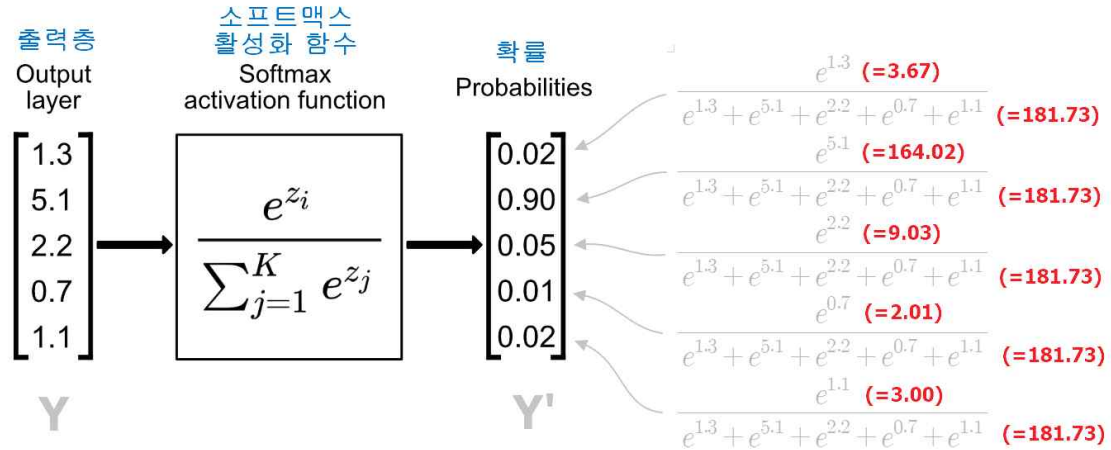 출력층
Output
layer
1.3
5.1
2.2
0.7
1.1
Y
소프트맥스
활성화 함수
Softmax
activation function
e^{z_i}
∑_{j=1}^{K} e^{z_j}
확률
Probabilities
0.02
0.90
0.05
0.01
0.02
Y'
e^{1.3} (=3.67)
e^{1.3} + e^{5.1} + e^{2.2} + e^{0.7} + e^{1.1} (=181.73)
e^{5.1} (=164.02)
e^{1.3} + e^{5.1} + e^{2.2} + e^{0.7} + e^{1.1} (=181.73)
e^{2.2} (=9.03)
e^{1.3} + e^{5.1} + e^{2.2} + e^{0.7} + e^{1.1} (=181.73)
e^{0.7} (=2.01)
e^{1.3} + e^{5.1} + e^{2.2} + e^{0.7} + e^{1.1} (=181.73)
e^{1.1} (=3.00)
e^{1.3} + e^{5.1} + e^{2.2} + e^{0.7} + e^{1.1} (=181.73)